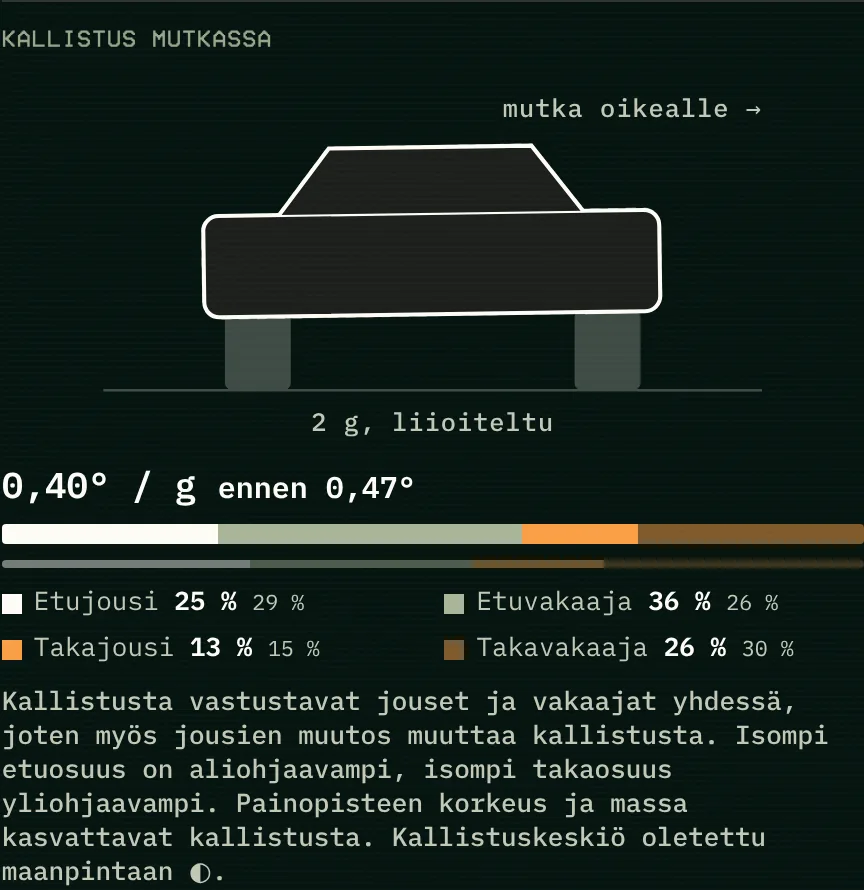 KALLISTUS MUTKASSA
mutka oikealle →
2 g, liioiteltu
0,40° / g ennen 0,47°
Etujousi 25 % 29 %
Etuvakaaja 36 % 26 %
Takajousi 13 % 15 %
Takavakaaja 26 % 30 %
Kallistusta vastustavat jouset ja vakaajat yhdessä,
joten myös jousien muutos muuttaa kallistusta. Isompi
etuosuus on aliohjaavampi, isompi takaosuus
yliohjaavampi. Painopisteen korkeus ja massa
kasvattavat kallistusta. Kallistuskeskiö oletettu
maanpintaan ◐.